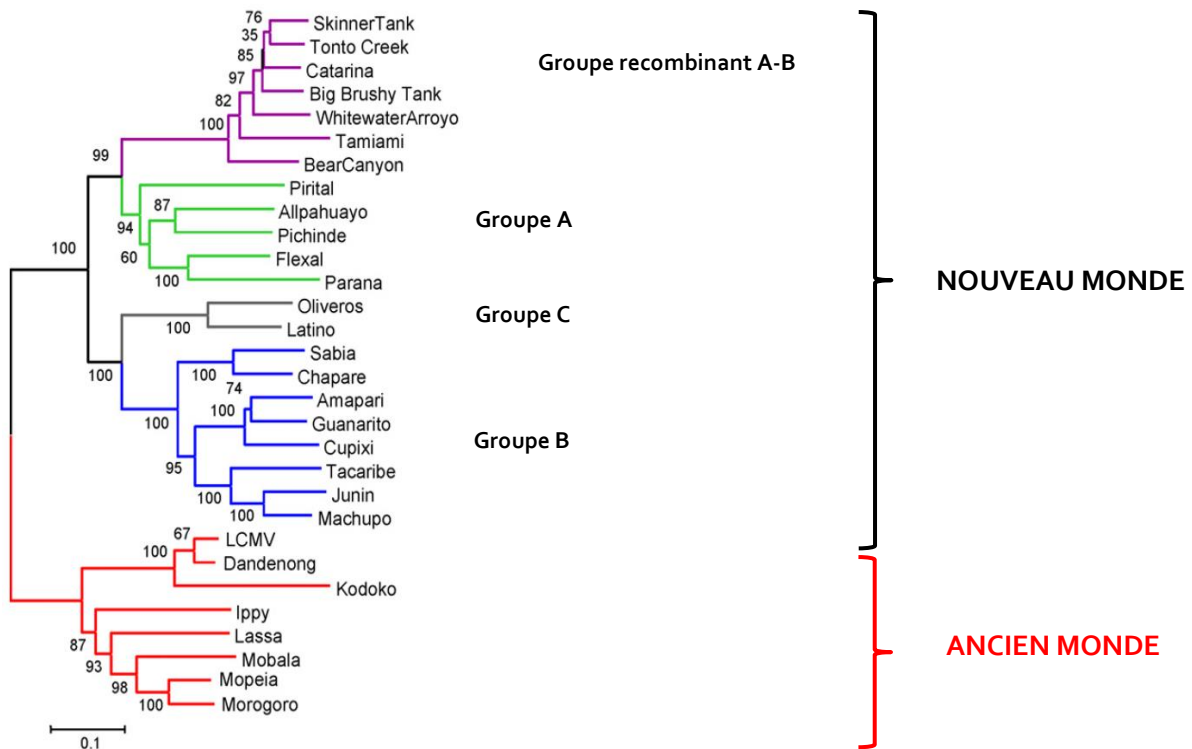 76
SkinnerTank
35
Tonto Creek
85
Catarina
Groupe recombinant A-B
97
Big Brushy Tank
82
WhitewaterArroyo
100
Tamiami
99
BearCanyon
Pirital
87
Allpahuayo
Groupe A
94
Pichinde
60
Flexal
100
100
Parana
NOUVEAU MONDE
Oliveros
Groupe C
100
Latino
Sabia
100
100
Chapare
74
Amapari
100
100
Guanarito
Groupe B
Cupixi
95
Tacaribe
100
Junin
100
Machupo
67
LCMV
100
Dandenong
Kodoko
Ippy
87
Lassa
93
Mobala
ANCIEN MONDE
98
Mopeia
100
Morogoro
0.1